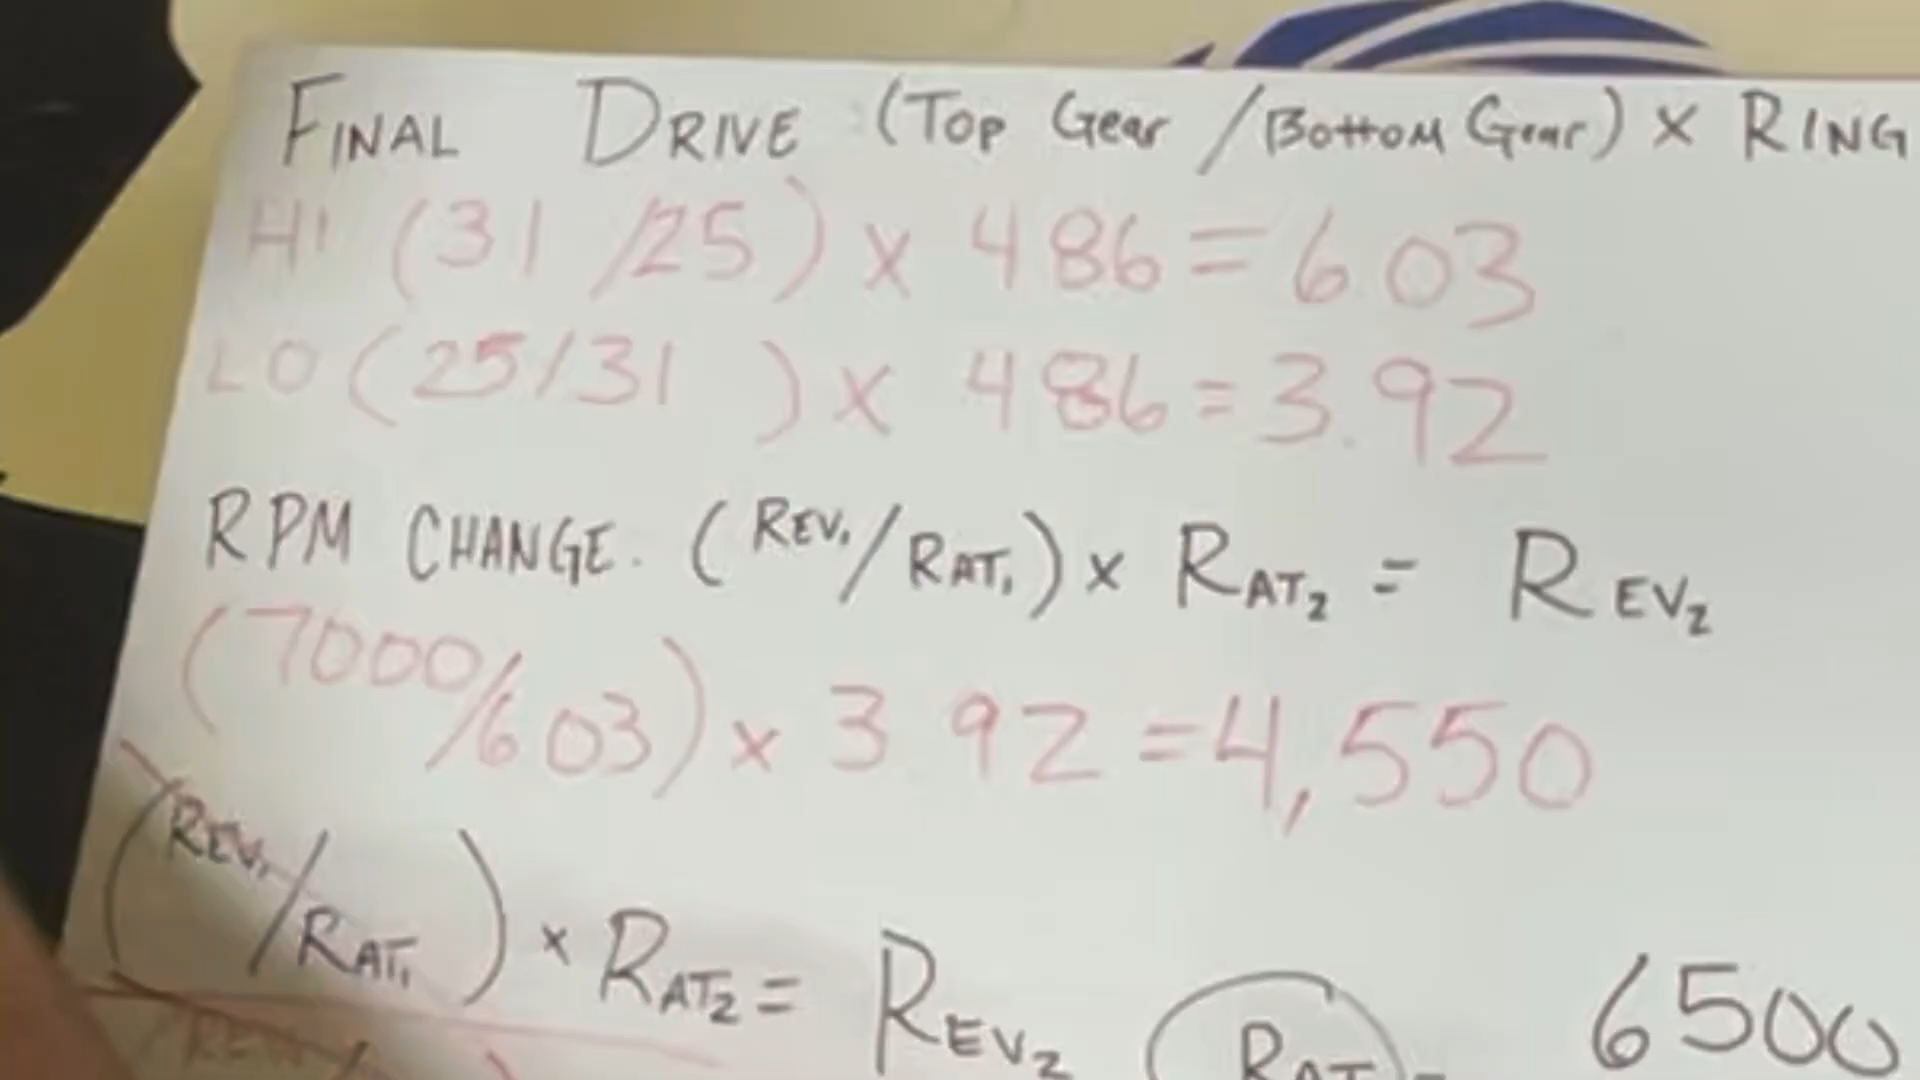 FINAL DRIVE (Top Gear / Bottom Gear) x RING
HI (31/25) x 486 = 6.03
LO (25/31) x 486 = 3.92
RPM CHANGE. (REV1/RAT1) x RAT2 = REV2
(7000/603) x 3 92 = 4,550
(REV1/RAT1) x RAT2 = REV2
RAT = 6500